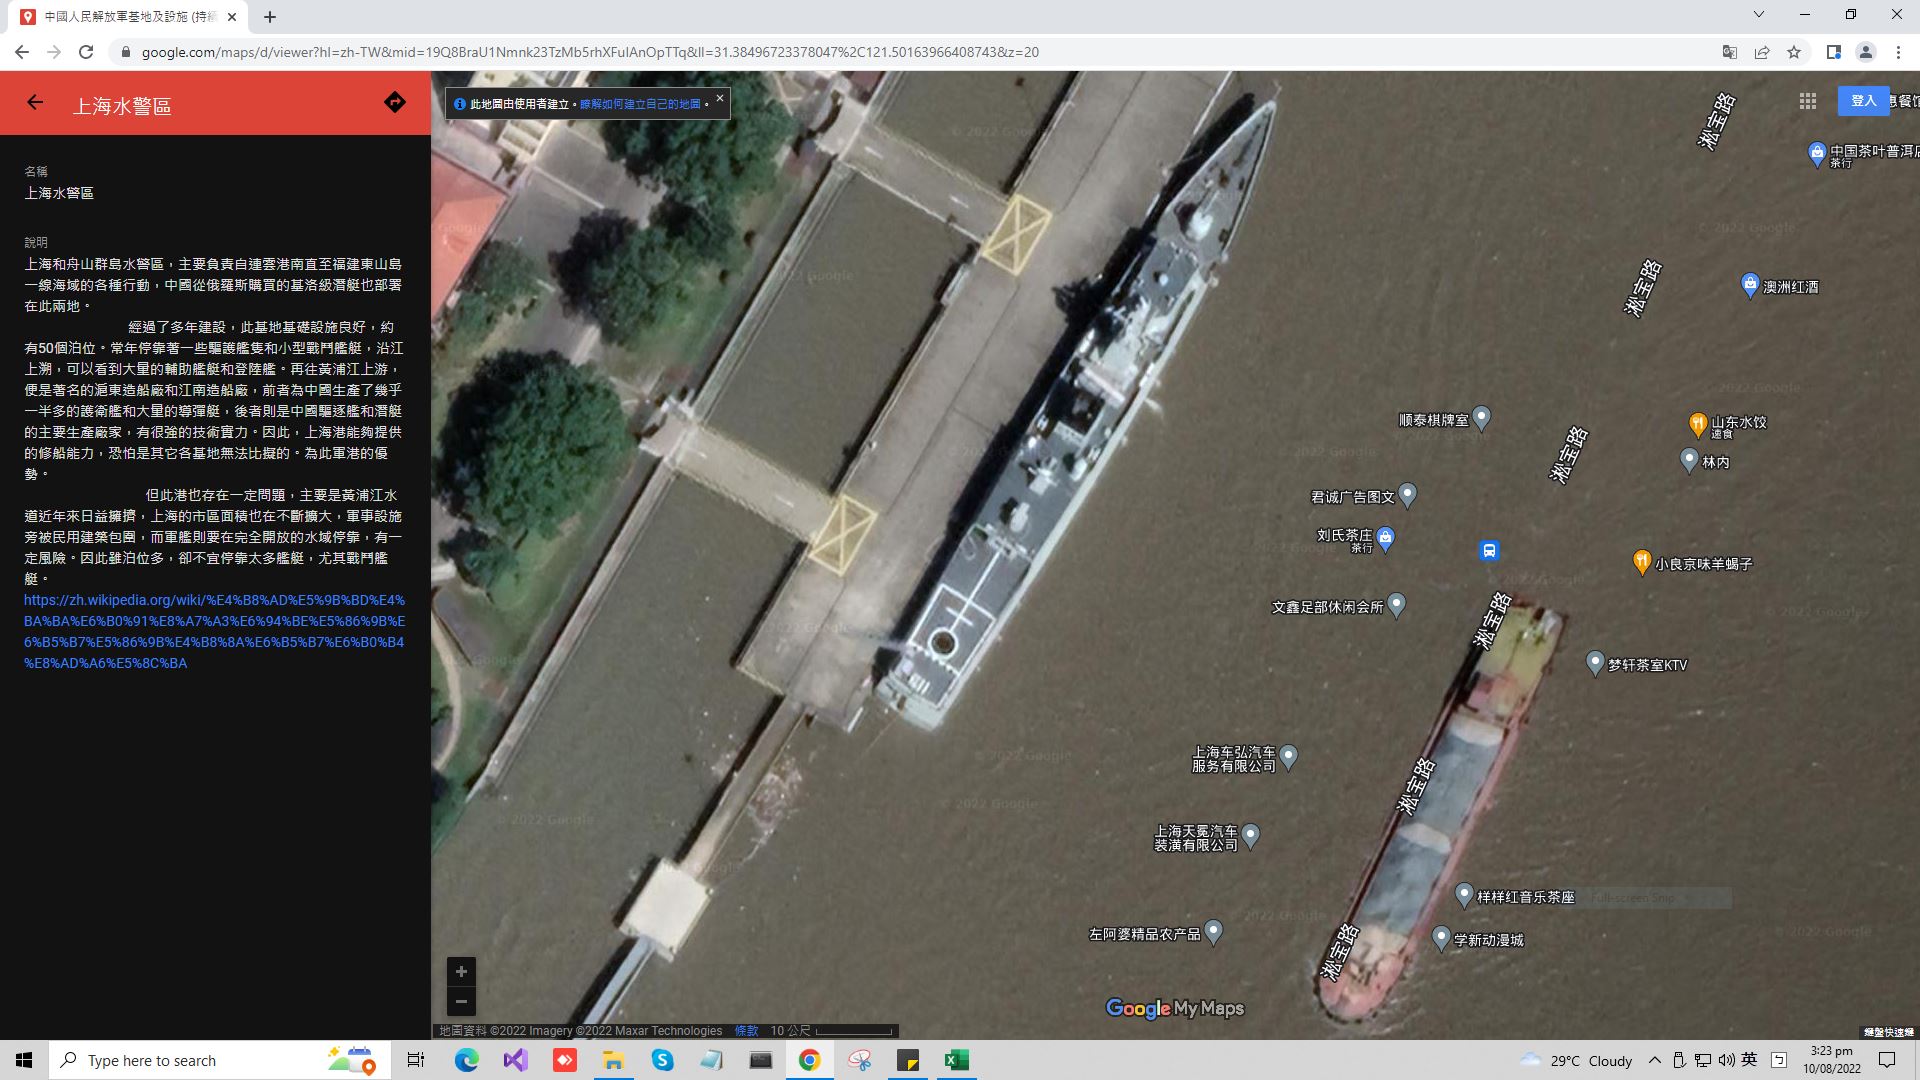 中國人民解放軍基地及設施 (持續
google.com/maps/d/viewer?hl=zh-TW&mid=19Q8BraU1Nmnk23TzMb5rhXFulAnOpTTq&ll=31.38496723378047%2C121.50163966408743&z=20
上海水警區
名稱
上海水警區
說明
上海和舟山群島水警區，主要負責自連雲港南直至福建東山島
一線海域的各種行動，中國從俄羅斯購買的基洛級潛艇也部署
在此兩地。
經過了多年建設，此基地基礎設施良好，約
有50個泊位。常年停靠著一些驅護艦隻和小型戰鬥艦艇，沿江
上溯，可以看到大量的輔助艦艇和登陸艦。再往黃浦江上游，
便是著名的滬東造船廠和江南造船廠，前者為中國生產了幾乎
一半多的護衛艦和大量的導彈艇，後者則是中國驅逐艦和潛艇
的主要生產廠家，有很強的技術實力。因此，上海港能夠提供
的修船能力，恐怕是其它各基地無法比擬的。為此軍港的優
勢。
但此港也存在一定問題，主要是黃浦江水
道近年來日益擁擠，上海的市區面積也在不斷擴大，軍事設施
旁被民用建築包圍，而軍艦則要在完全開放的水域停靠，有一
定風險。因此雖泊位多，卻不宜停靠太多艦艇，尤其戰鬥艦
艇。
https://zh.wikipedia.org/wiki/%E4%B8%AD%E5%9B%BD%E4%
BA%BA%E6%B0%91%E8%A7%A3%E6%94%BE%E5%86%9B%E
6%B5%B7%E5%86%9B%E4%B8%8A%E6%B5%B7%E6%B0%B4
%E8%AD%A6%E5%8C%BA
此地圖由使用者建立。瞭解如何建立自己的地圖。
登入
惠餐馆
淞宝路
中国茶叶普洱店
茶行
淞宝路
澳洲红酒
顺泰棋牌室
山东水饺
速食
淞宝路
林内
君诚广告图文
刘氏茶庄
茶行
小良京味羊蝎子
文鑫足部休闲会所
淞宝路
梦轩茶室KTV
上海车弘汽车
服务有限公司
淞宝路
上海天冕汽车
装潢有限公司
样样红音乐茶座
Full-screen Snip
左阿婆精品农产品
学新动漫城
淞宝路
Google My Maps
地圖資料 ©2022 Imagery ©2022 Maxar Technologies
條款
10 公尺
鍵盤快速鍵
Type here to search
29°C Cloudy
英
3:23 pm
10/08/2022